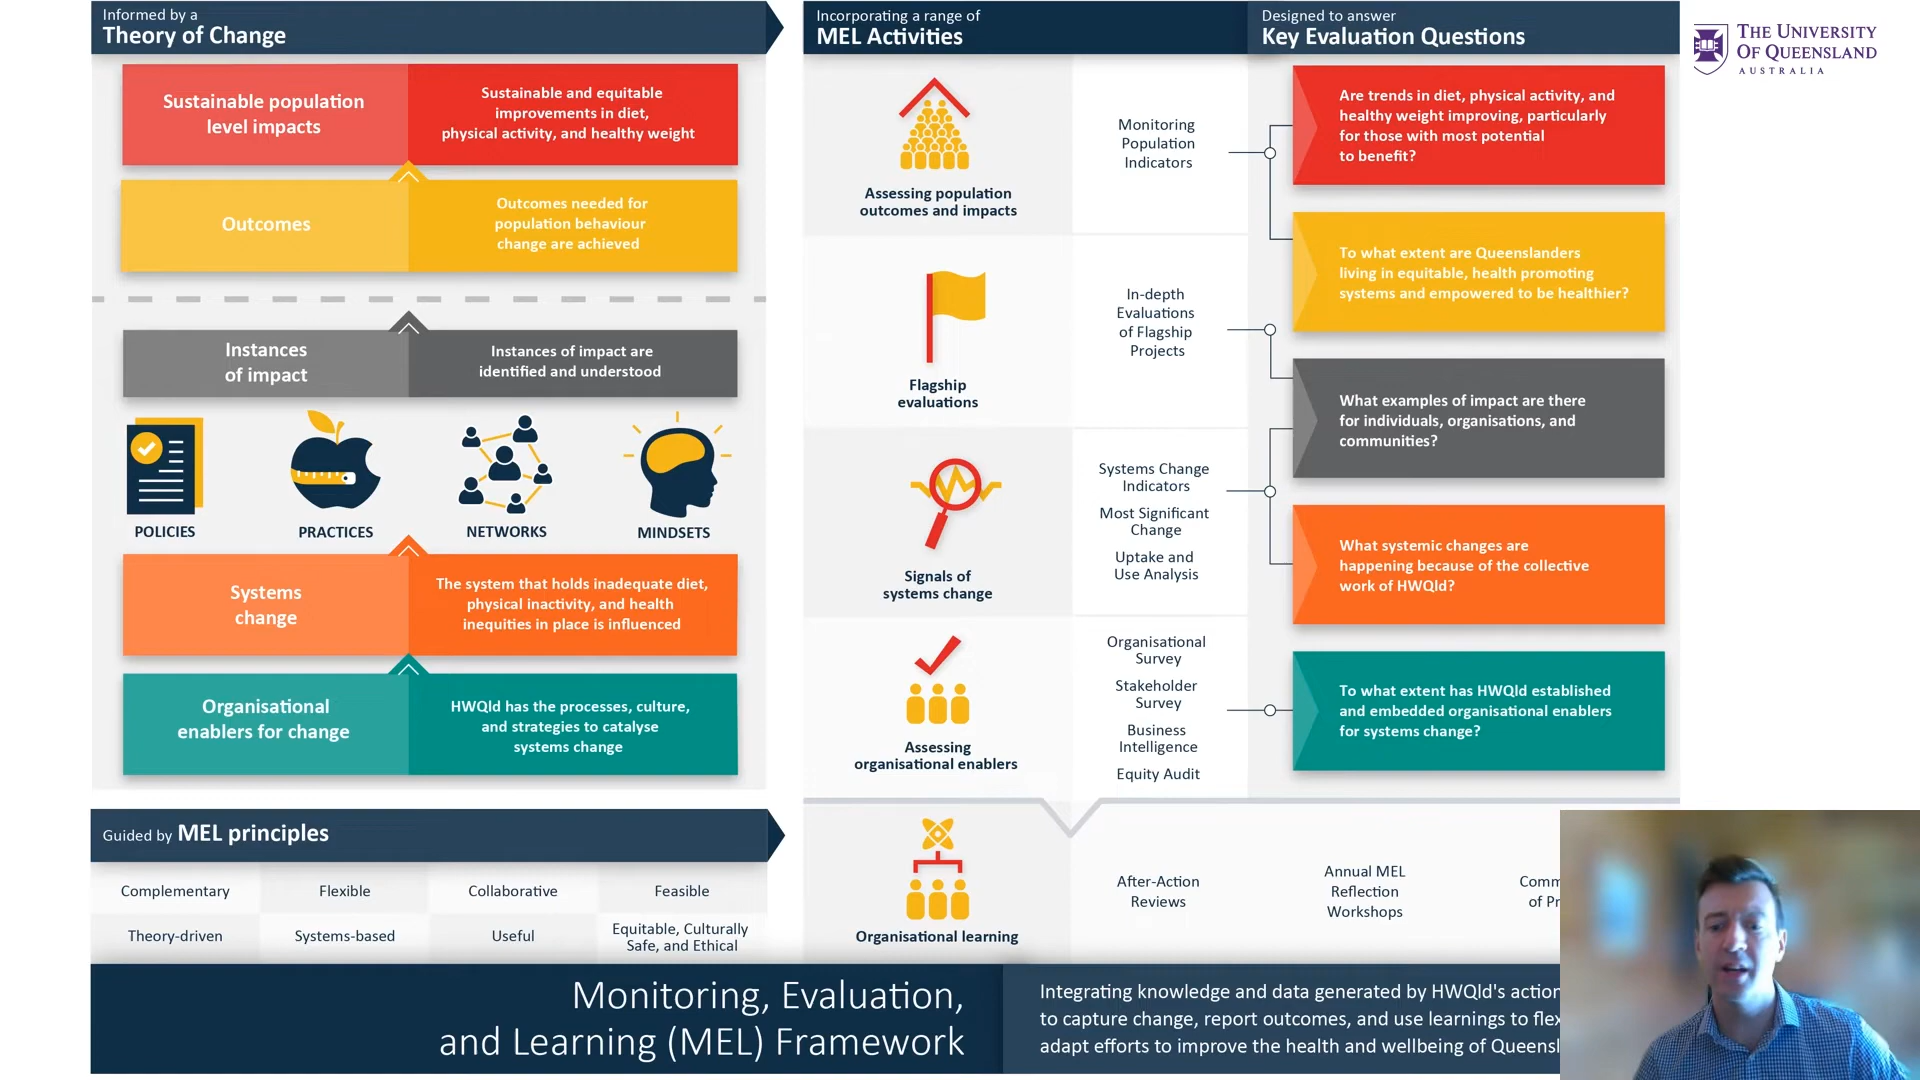 Informed by a
Theory of Change
Sustainable population
level impacts
Sustainable and equitable
improvements in diet,
physical activity, and healthy weight
Outcomes
Outcomes needed for
population behaviour
change are achieved
Instances
of impact
Instances of impact are
identified and understood
POLICIES
PRACTICES
NETWORKS
MINDSETS
Systems
change
The system that holds inadequate diet,
physical inactivity, and health
inequities in place is influenced
Organisational
enablers for change
HWQld has the processes, culture,
and strategies to catalyse
systems change
Guided by MEL principles
Complementary
Flexible
Collaborative
Feasible
Theory-driven
Systems-based
Useful
Equitable, Culturally
Safe, and Ethical
Incorporating a range of
MEL Activities
Assessing population
outcomes and impacts
Monitoring
Population
Indicators
Flagship
evaluations
In-depth
Evaluations
of Flagship
Projects
Signals of
systems change
Systems Change
Indicators
Most Significant
Change
Uptake and
Use Analysis
Assessing
organisational enablers
Organisational
Survey
Stakeholder
Survey
Business
Intelligence
Equity Audit
Designed to answer
Key Evaluation Questions
Are trends in diet, physical activity, and
healthy weight improving, particularly
for those with most potential
to benefit?
To what extent are Queenslanders
living in equitable, health promoting
systems and empowered to be healthier?
What examples of impact are there
for individuals, organisations, and
communities?
What systemic changes are
happening because of the collective
work of HWQld?
To what extent has HWQld established
and embedded organisational enablers
for systems change?
Organisational learning
After-Action
Reviews
Annual MEL
Reflection
Workshops
of
Monitoring, Evaluation,
and Learning (MEL) Framework
Integrating knowledge and data generated by HWQld's
to capture change, report outcomes, and use learnings to
adapt efforts to improve the health and wellbeing of
THE UNIVERSITY
OF QUEENSLAND
AUSTRALIA